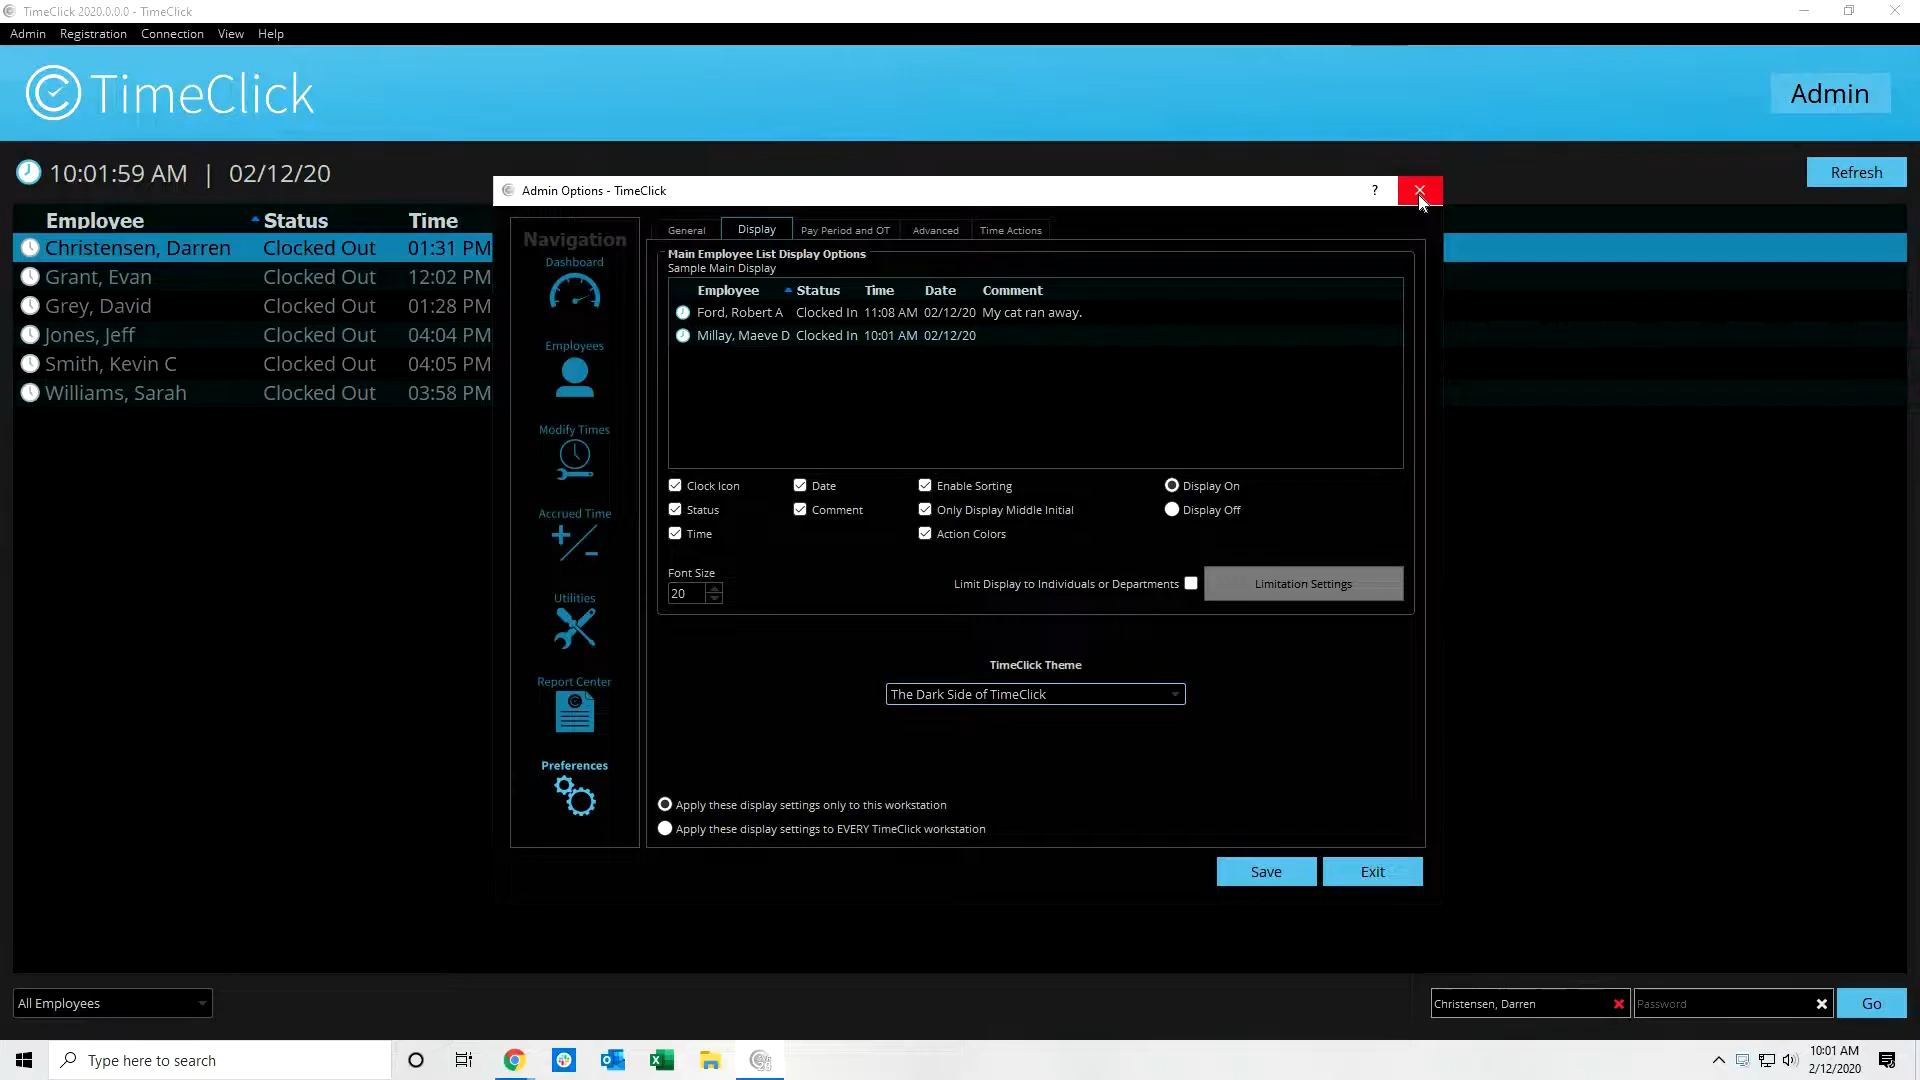 TimeClick 2020.0.0.0 - TimeClick
Admin Registration Connection View Help
TimeClick
Admin
10:01:59 AM | 02/12/20
Refresh
Employee Status Time
Christensen, Darren Clocked Out 01:31 PM
Grant, Evan Clocked Out 12:02 PM
Grey, David Clocked Out 01:28 PM
Jones, Jeff Clocked Out 04:04 PM
Smith, Kevin C Clocked Out 04:05 PM
Williams, Sarah Clocked Out 03:58 PM
Admin Options - TimeClick
?
Navigation
Dashboard
Employees
Modify Times
Accrued Time
Utilities
Report Center
Preferences
General Display Pay Period and OT Advanced Time Actions
Main Employee List Display Options
Sample Main Display
Employee Status Time Date Comment
Ford, Robert A Clocked In 11:08 AM 02/12/20 My cat ran away.
Millay, Maeve D Clocked In 10:01 AM 02/12/20
Clock Icon Date Enable Sorting Display On
Status Comment Only Display Middle Initial Display Off
Time Action Colors
Font Size
20
Limit Display to Individuals or Departments Limitation Settings
TimeClick Theme
The Dark Side of TimeClick
Apply these display settings only to this workstation
Apply these display settings to EVERY TimeClick workstation
Save Exit
All Employees
Christensen, Darren Password Go
Type here to search
10:01 AM
2/12/2020